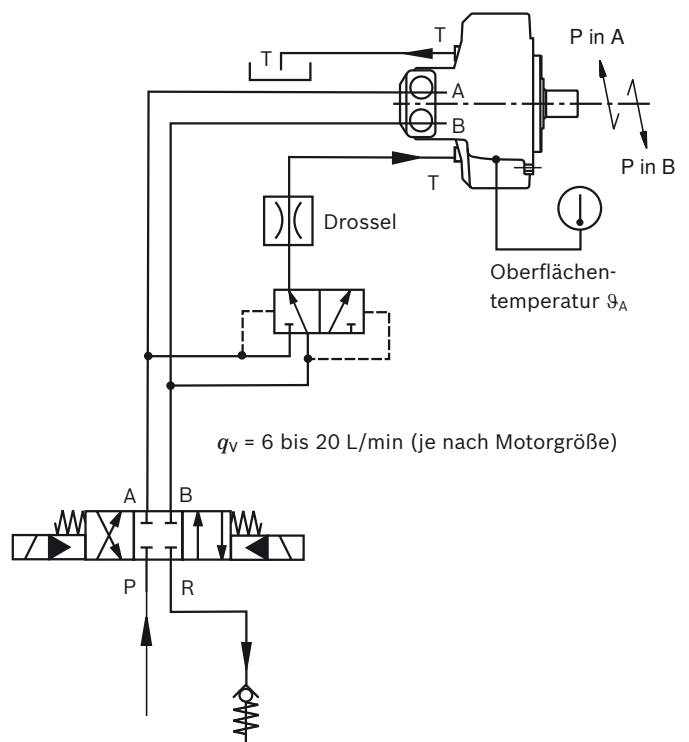 T
P in A
T
A
B
P in B
T
Drossel
Oberflächen-
temperatur ϑA
qV = 6 bis 20 L/min (je nach Motorgröße)
A
B
P
R